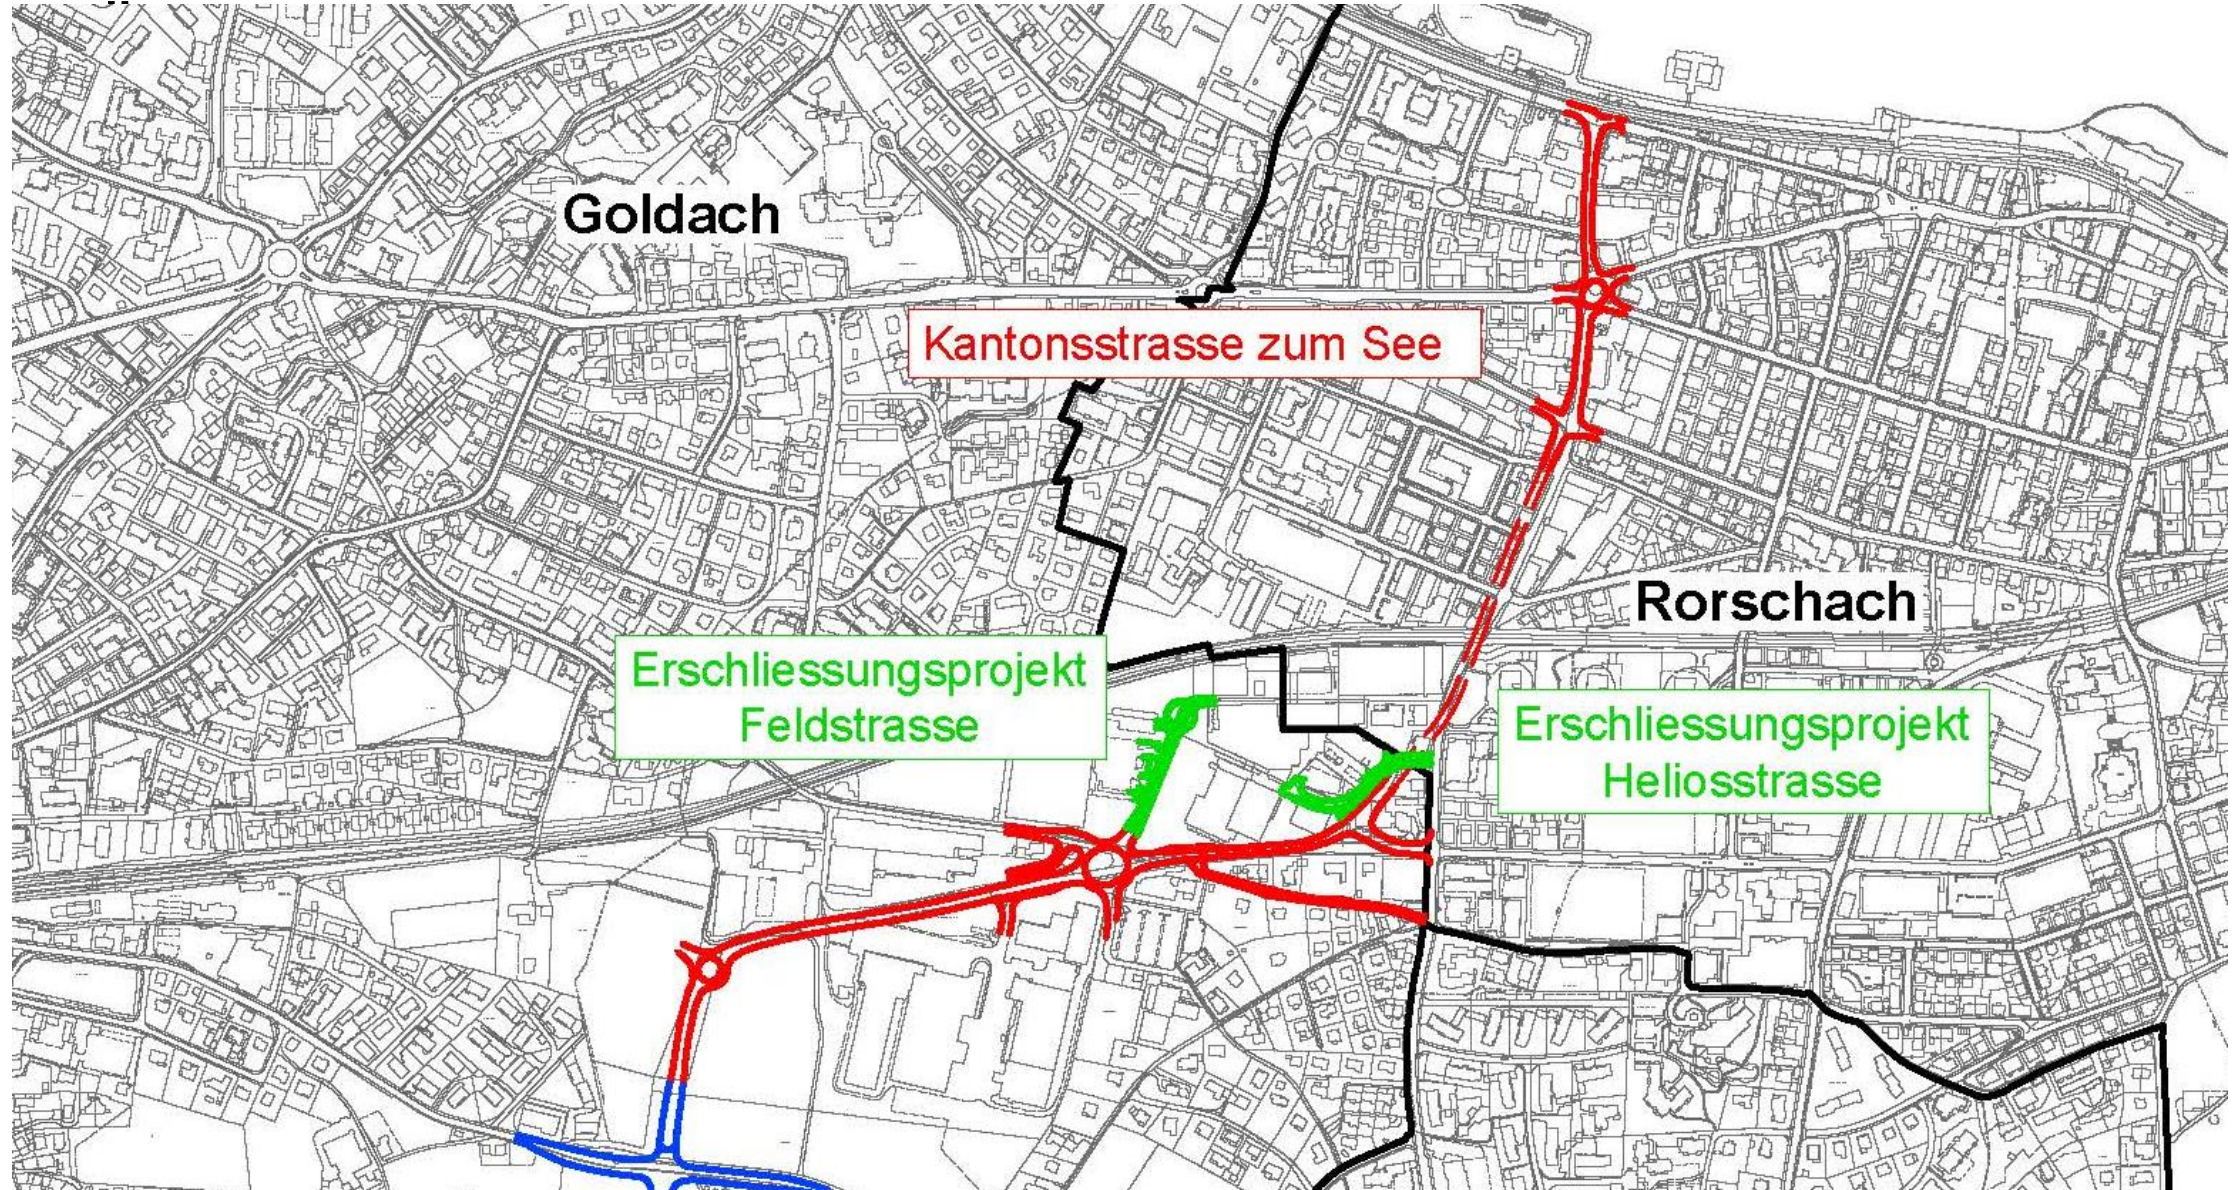 Goldach
Kantonsstrasse zum See
Rorschach
Erschliessungsprojekt
Feldstrasse
Erschliessungsprojekt
Heliosstrasse